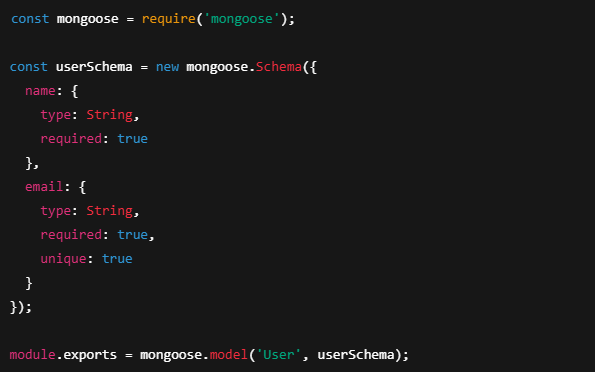 const mongoose = require('mongoose');

const userSchema = new mongoose.Schema({
  name: {
    type: String,
    required: true
  },
  email: {
    type: String,
    required: true,
    unique: true
  }
});

module.exports = mongoose.model('User', userSchema);